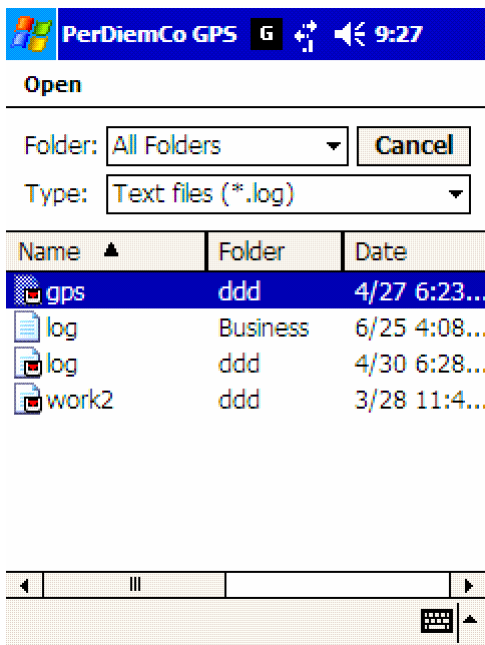 PerDiemCo GPS G 9:27
Open
Folder: All Folders Cancel
Type: Text files (*.log)
Name Folder Date
gps ddd 4/27 6:23...
log Business 6/25 4:08...
log ddd 4/30 6:28...
work2 ddd 3/28 11:4...